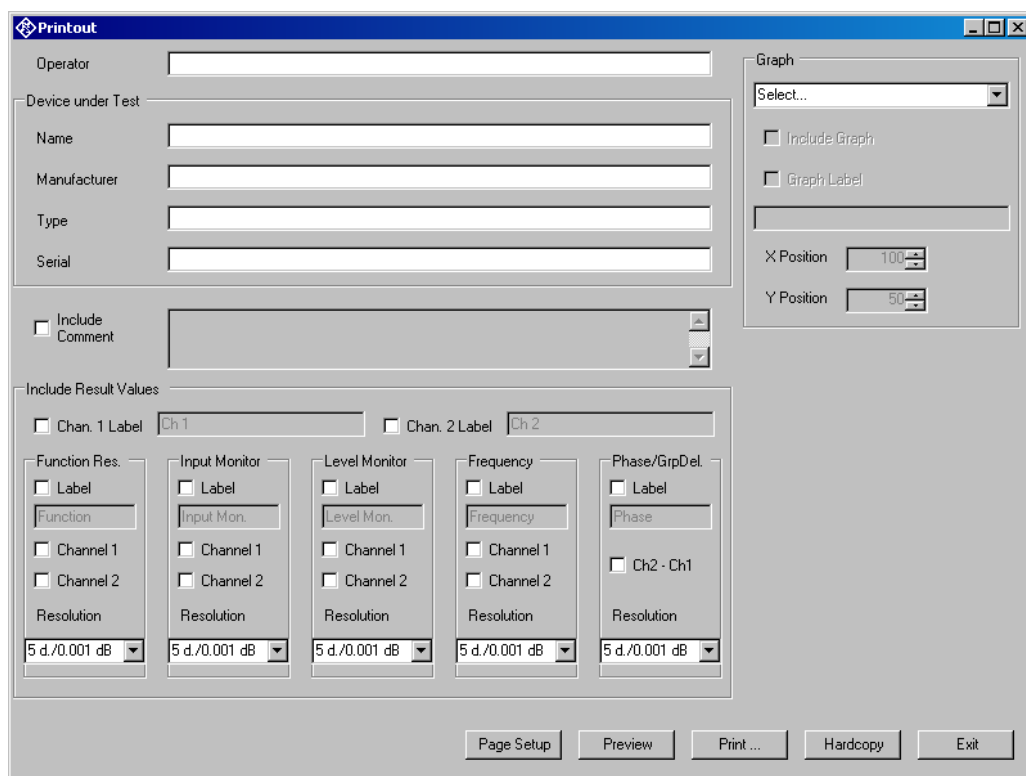 Printout
Operator
Device under Test
Name
Manufacturer
Type
Serial
Include
Comment
Graph
Select...
Include Graph
Graph Label
X Position 100
Y Position 50
Include Result Values
Chan. 1 Label Ch 1 Chan. 2 Label Ch 2
Function Res. Input Monitor Level Monitor Frequency Phase/GrpDel.
Label Label Label Label Label
Function Input Mon. Level Mon. Frequency Phase
Channel 1 Channel 1 Channel 1 Channel 1
Ch2 - Ch1
Channel 2 Channel 2 Channel 2 Channel 2
Resolution Resolution Resolution Resolution Resolution
5 d./0.001 dB 5 d./0.001 dB 5 d./0.001 dB 5 d./0.001 dB 5 d./0.001 dB
Page Setup Preview Print ... Hardcopy Exit